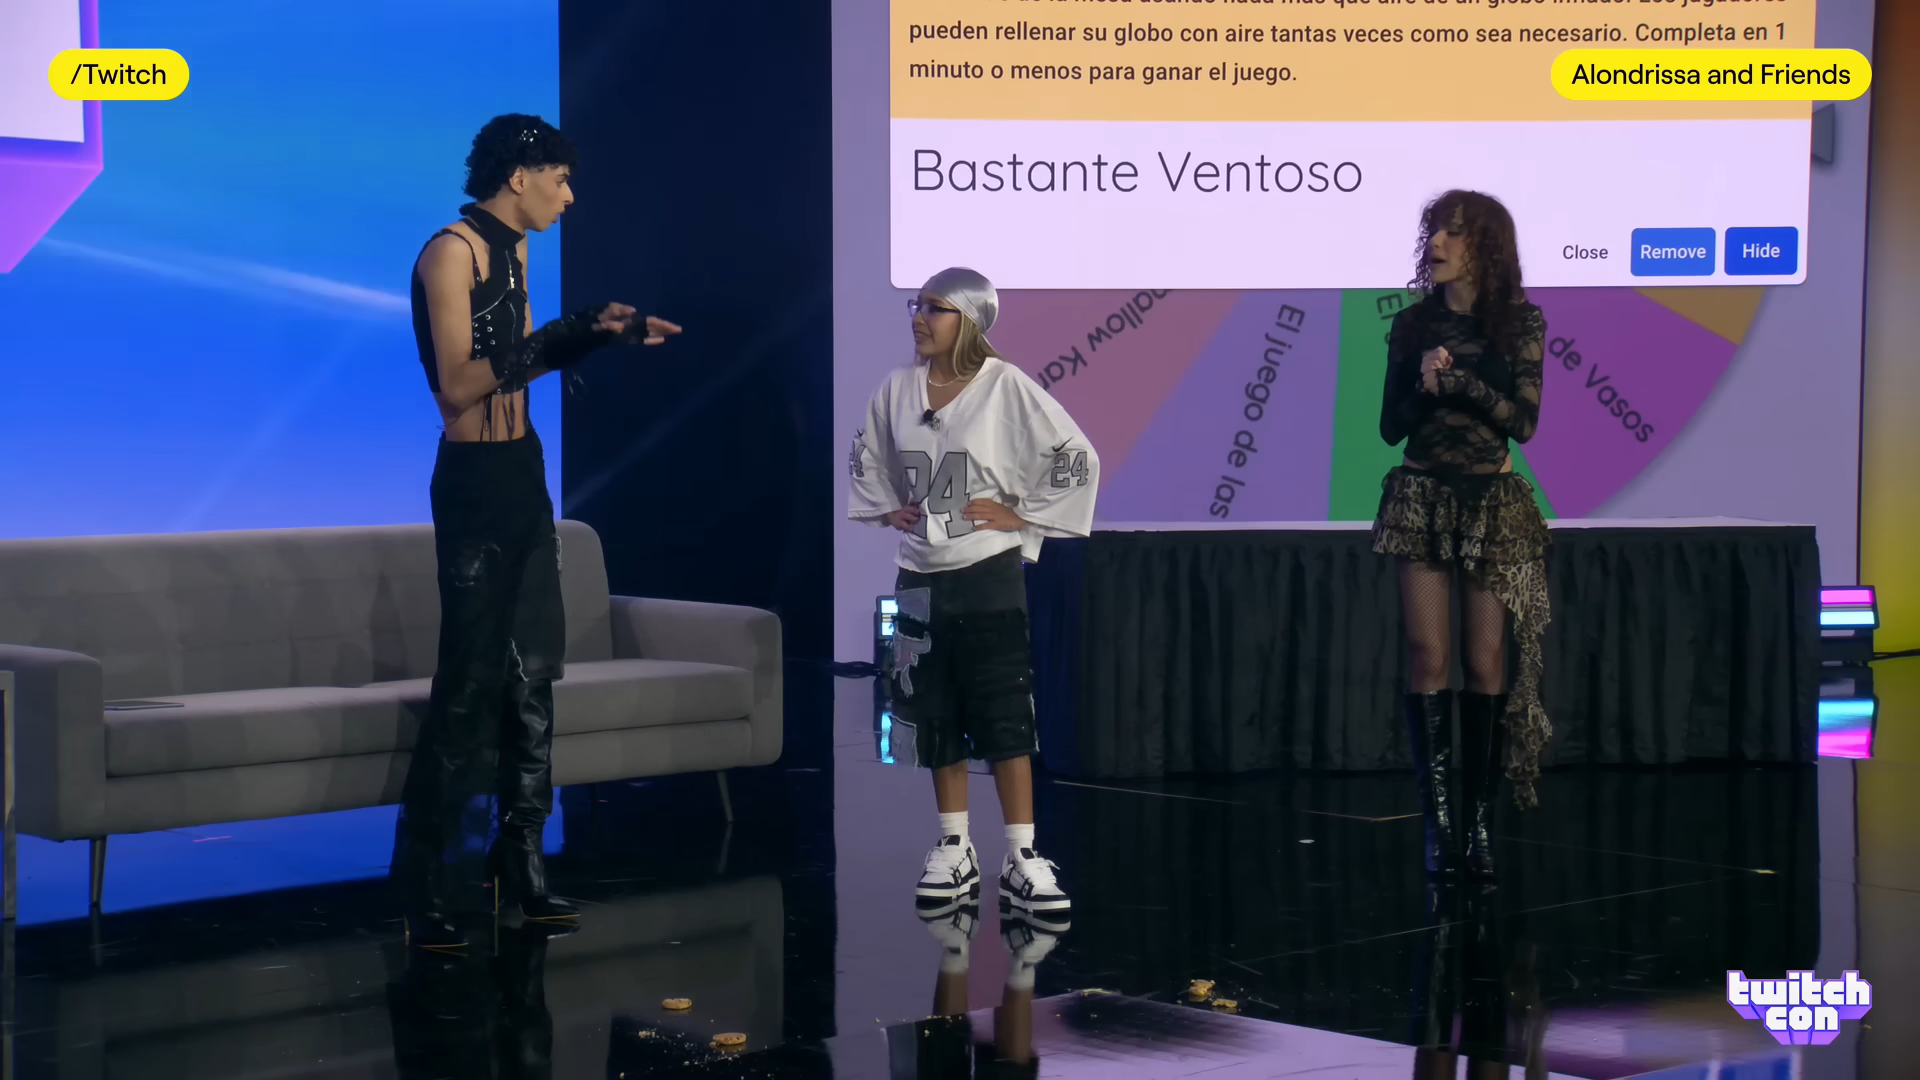 /Twitch
pueden rellenar su globo con aire tantas veces como sea necesario. Completa en 1
Alondrissa and Friends
minuto o menos para ganar el juego.
Bastante Ventoso
Close
Remove
Hide
El juego de las
de Vasos
24
24
twitch
con